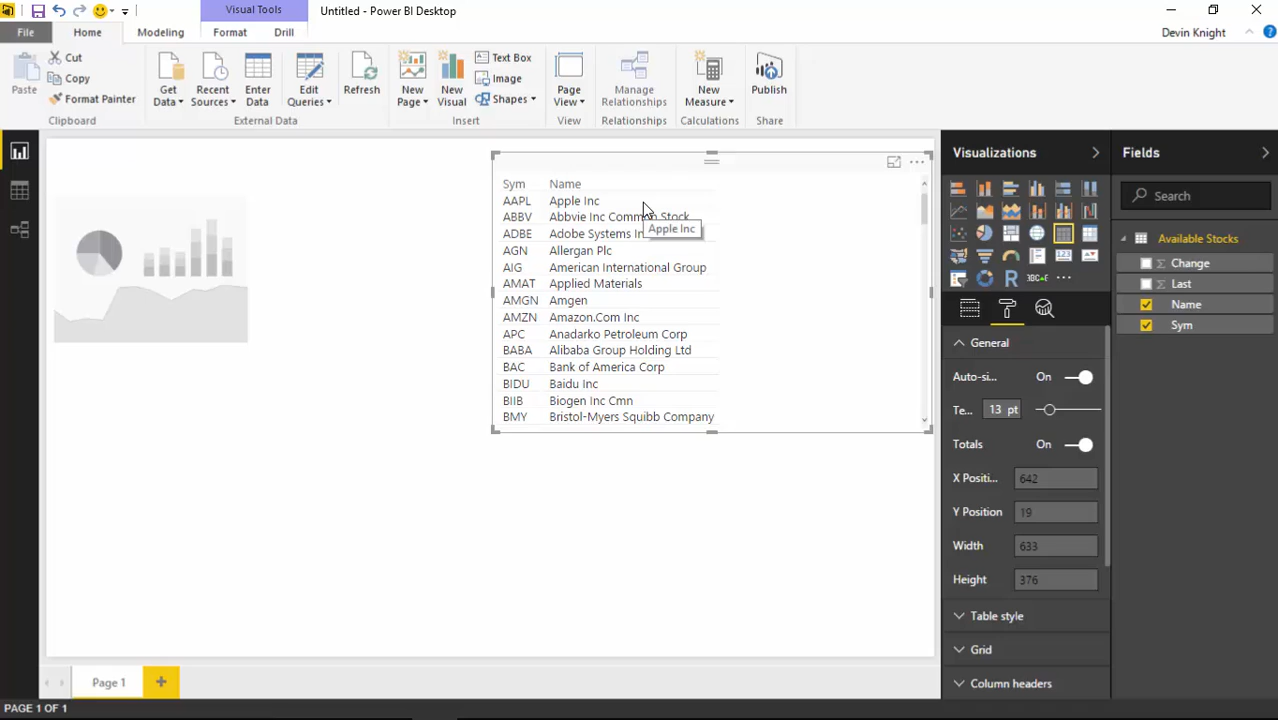 Visual Tools
Untitled - Power BI Desktop
File
Home
Modeling
Format
Drill
Devin Knight
Paste
Cut
Copy
Format Painter
Clipboard
Get Data
Recent Sources
Enter Data
Edit Queries
Refresh
External Data
New Page
New Visual
Text Box
Image
Shapes
Insert
Page View
View
Manage Relationships
Relationships
New Measure
Calculations
Publish
Share
Sym Name
AAPL Apple Inc
ABBV Abbvie Inc Common Stock
ADBE Adobe Systems In
Apple Inc
AGN Allergan Plc
AIG American International Group
AMAT Applied Materials
AMGN Amgen
AMZN Amazon.Com Inc
APC Anadarko Petroleum Corp
BABA Alibaba Group Holding Ltd
BAC Bank of America Corp
BIDU Baidu Inc
BIIB Biogen Inc Cmn
BMY Bristol-Myers Squibb Company
Visualizations
R
General
Auto-si... On
Te... 13 pt
Totals On
X Positi... 642
Y Position 19
Width 633
Height 376
Table style
Grid
Column headers
Fields
Search
Available Stocks
Σ Change
Σ Last
Name
Sym
Page 1
PAGE 1 OF 1